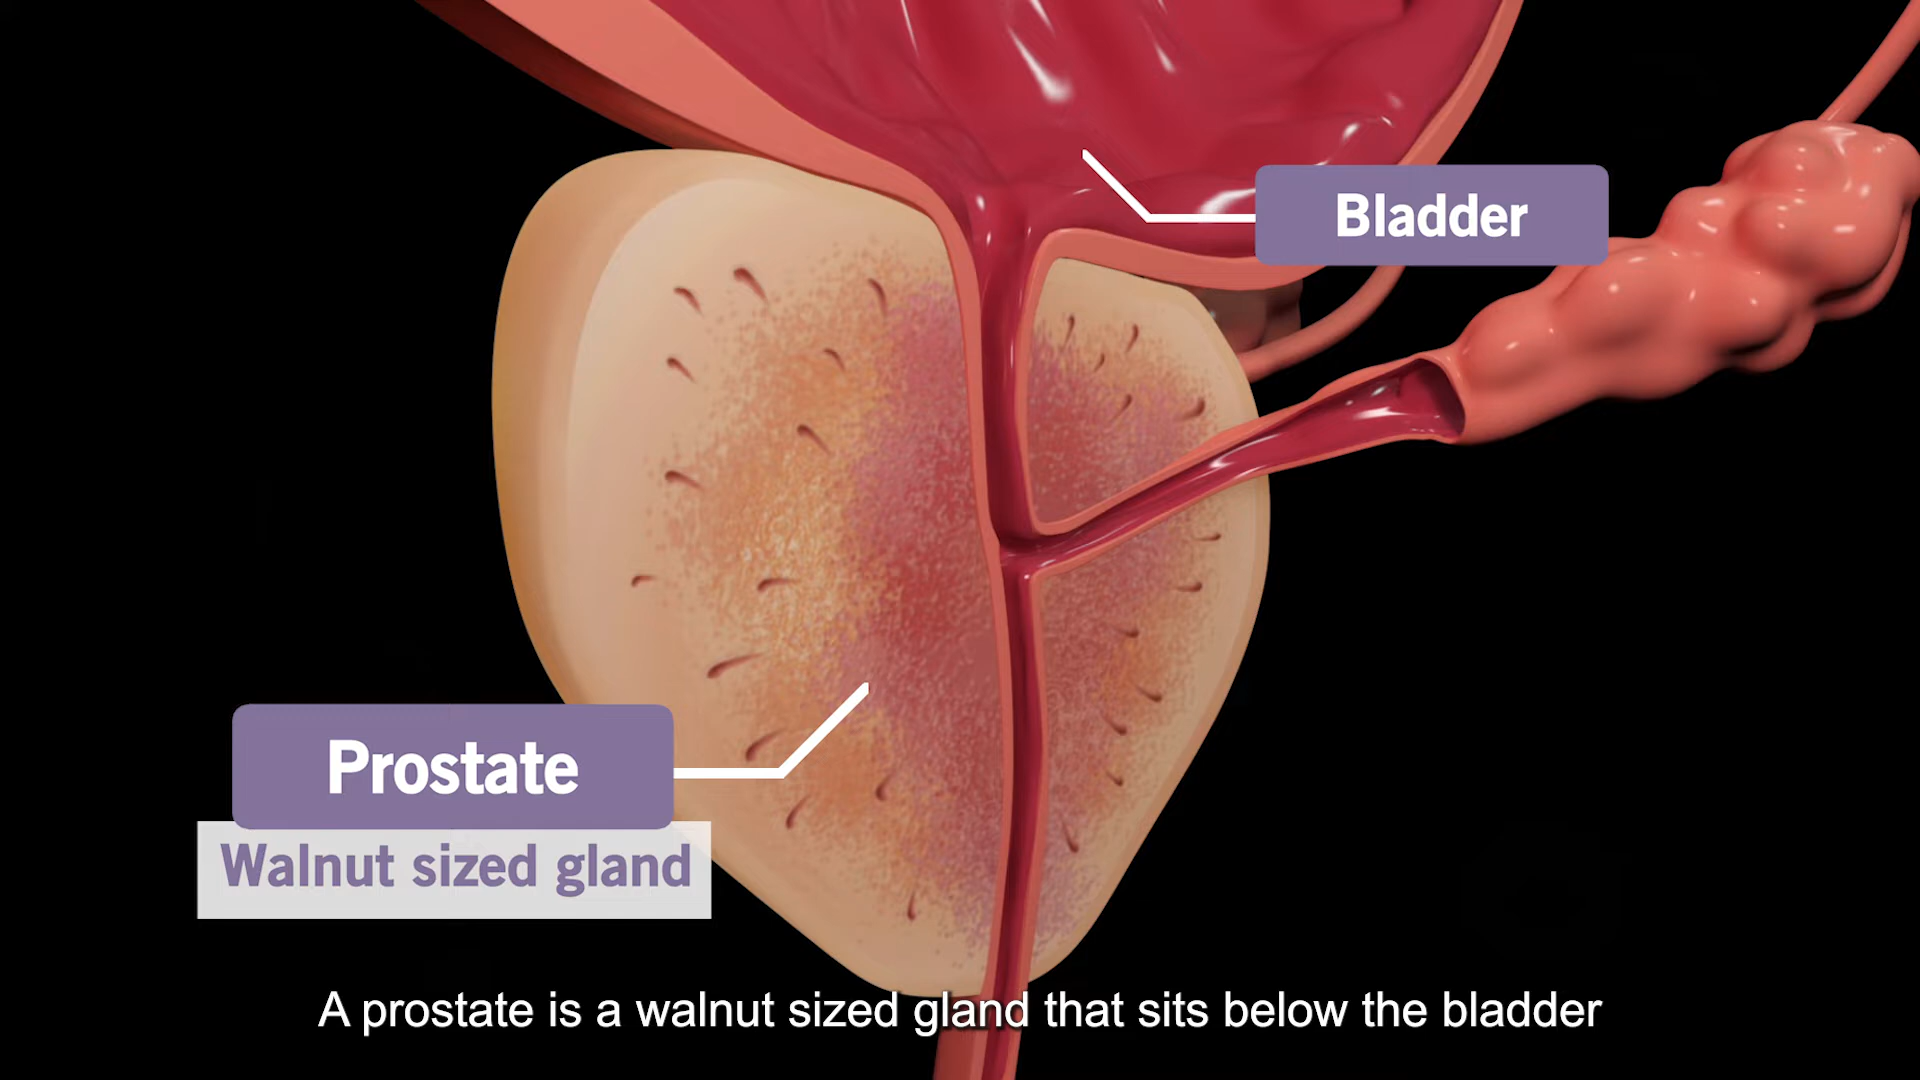 Bladder
Prostate
Walnut sized gland
A prostate is a walnut sized gland that sits below the bladder